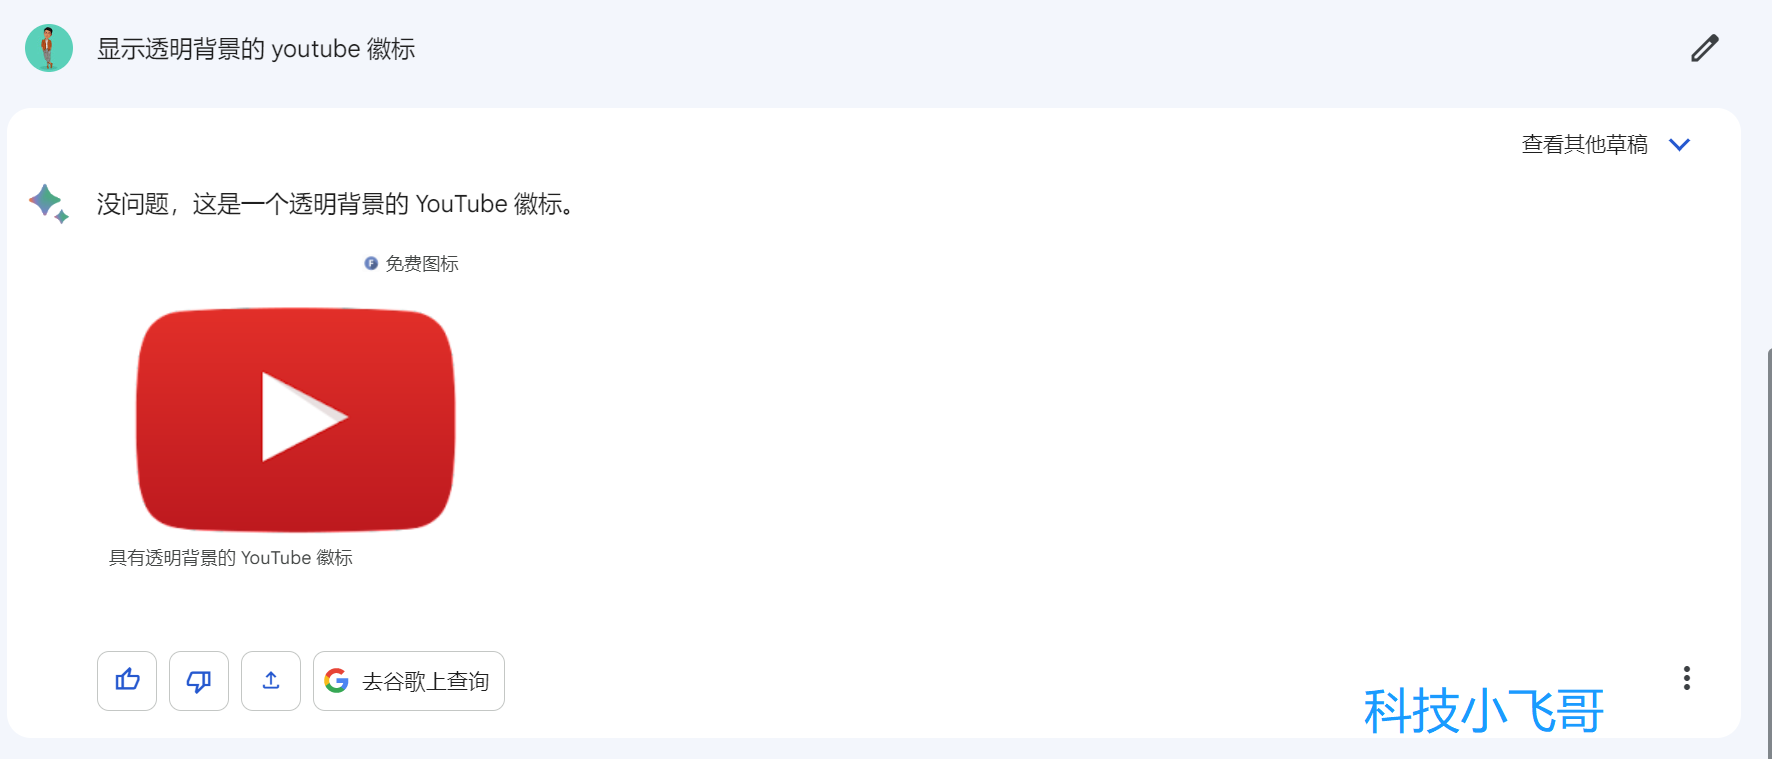 显示透明背景的 youtube 徽标
查看其他草稿
没问题，这是一个透明背景的 YouTube 徽标。
F 免费图标
具有透明背景的 YouTube 徽标
G 去谷歌上查询
科技小飞哥